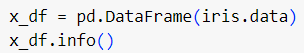 x_df = pd.DataFrame(iris.data)
x_df.info()